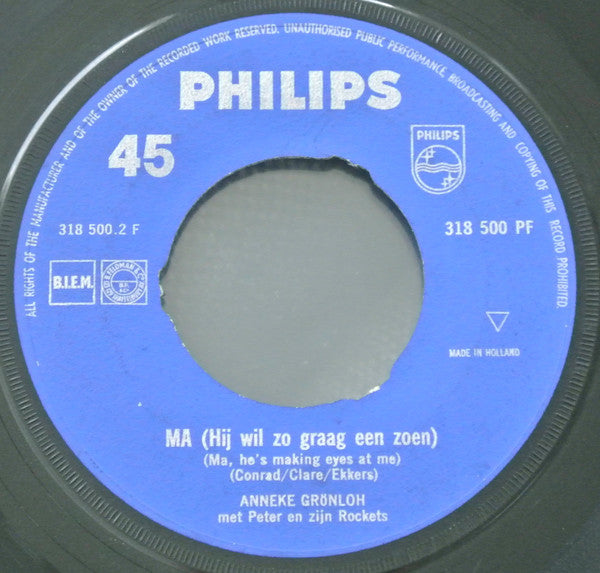 ALL RIGHTS OF THE MANUFACTURER AND OF THE OWNER OF THE RECORDED WORK RESERVED. UNAUTHORISED PUBLIC PERFORMANCE, BROADCASTING AND COPYING OF THIS RECORD PROHIBITED.
PHILIPS
45
PHILIPS
318 500.2 F
318 500 PF
B.I.E.M.
MADE IN HOLLAND
MA (Hij wil zo graag een zoen)
(Ma, he's making eyes at me)
(Conrad/Clare/Ekkers)
ANNEKE GRÖNLOH
met Peter en zijn Rockets